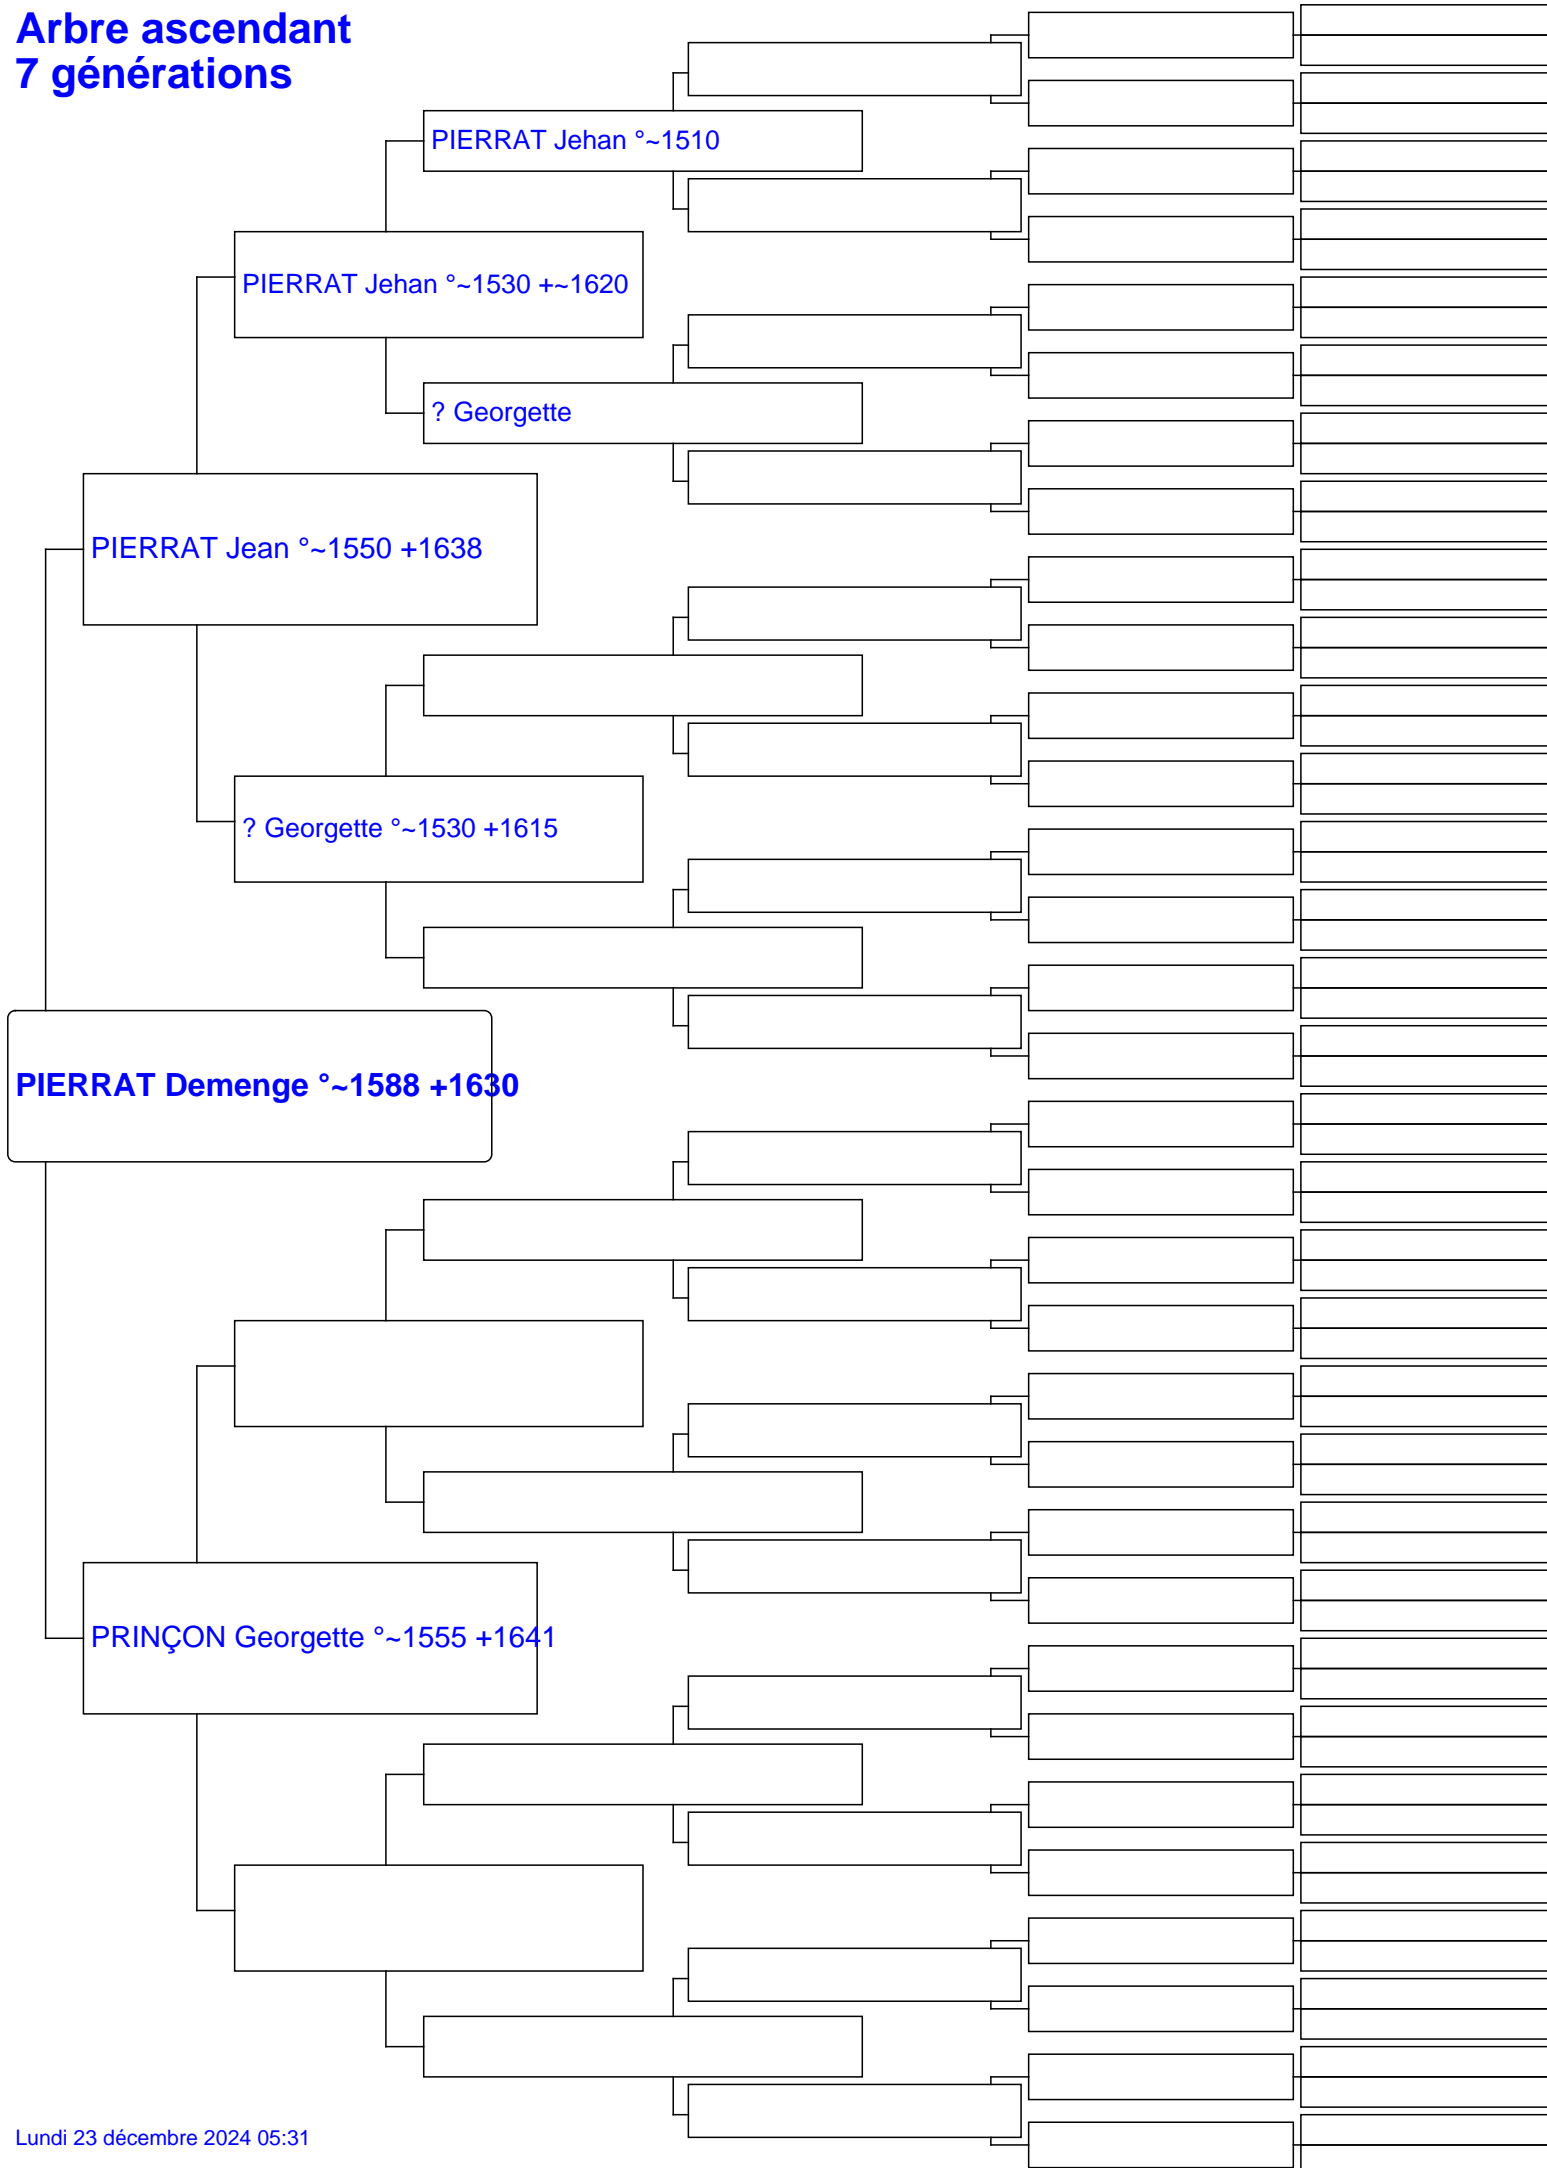 Arbre ascendant
7 générations
PIERRAT Jehan °~1510
PIERRAT Jehan °~1530 +~1620
? Georgette
PIERRAT Jean °~1550 +1638
? Georgette °~1530 +1615
PIERRAT Demenge °~1588 +1630
PRINÇON Georgette °~1555 +1641
Lundi 23 décembre 2024 05:31